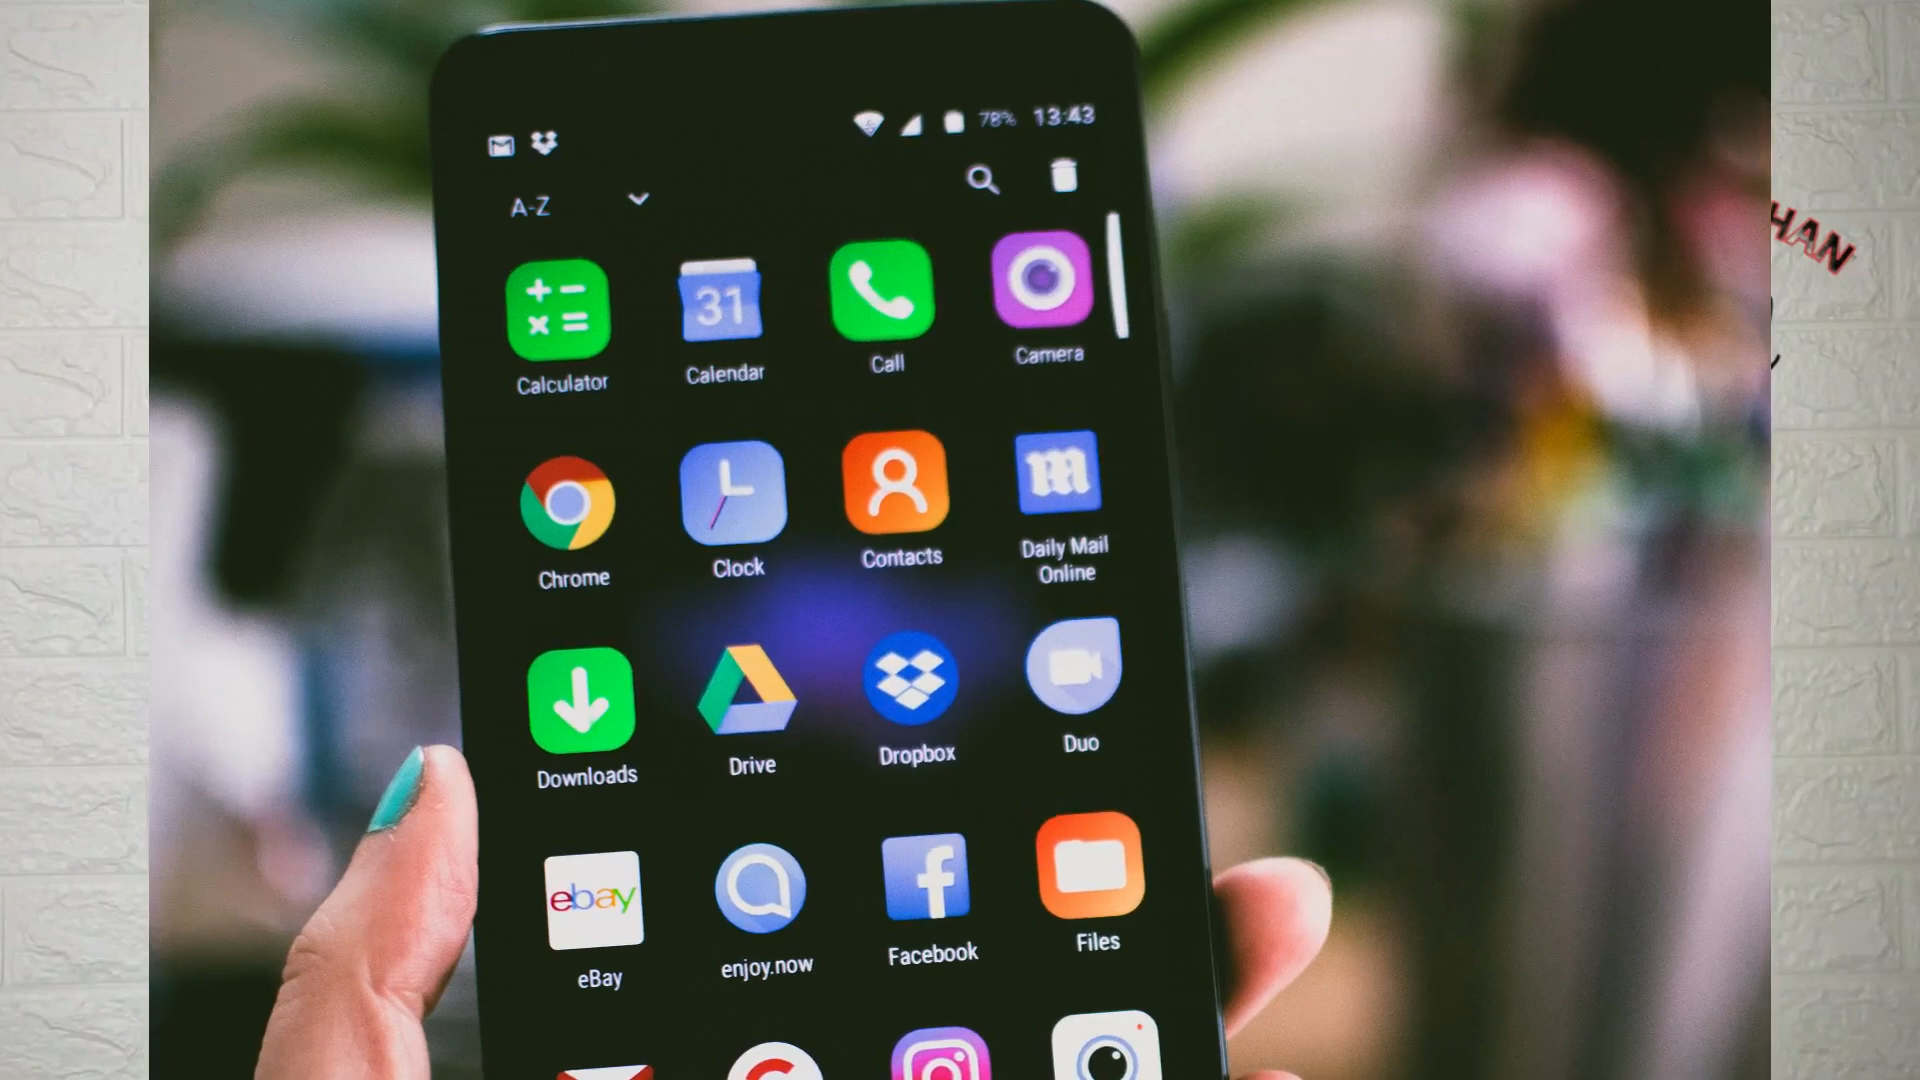 78% 13:43
A-Z
HAN
+ − × =
31
Calculator Calendar Call Camera
m
Chrome Clock Contacts Daily Mail
Online
Downloads Drive Dropbox Duo
ebay
f
eBay enjoy.now Facebook Files